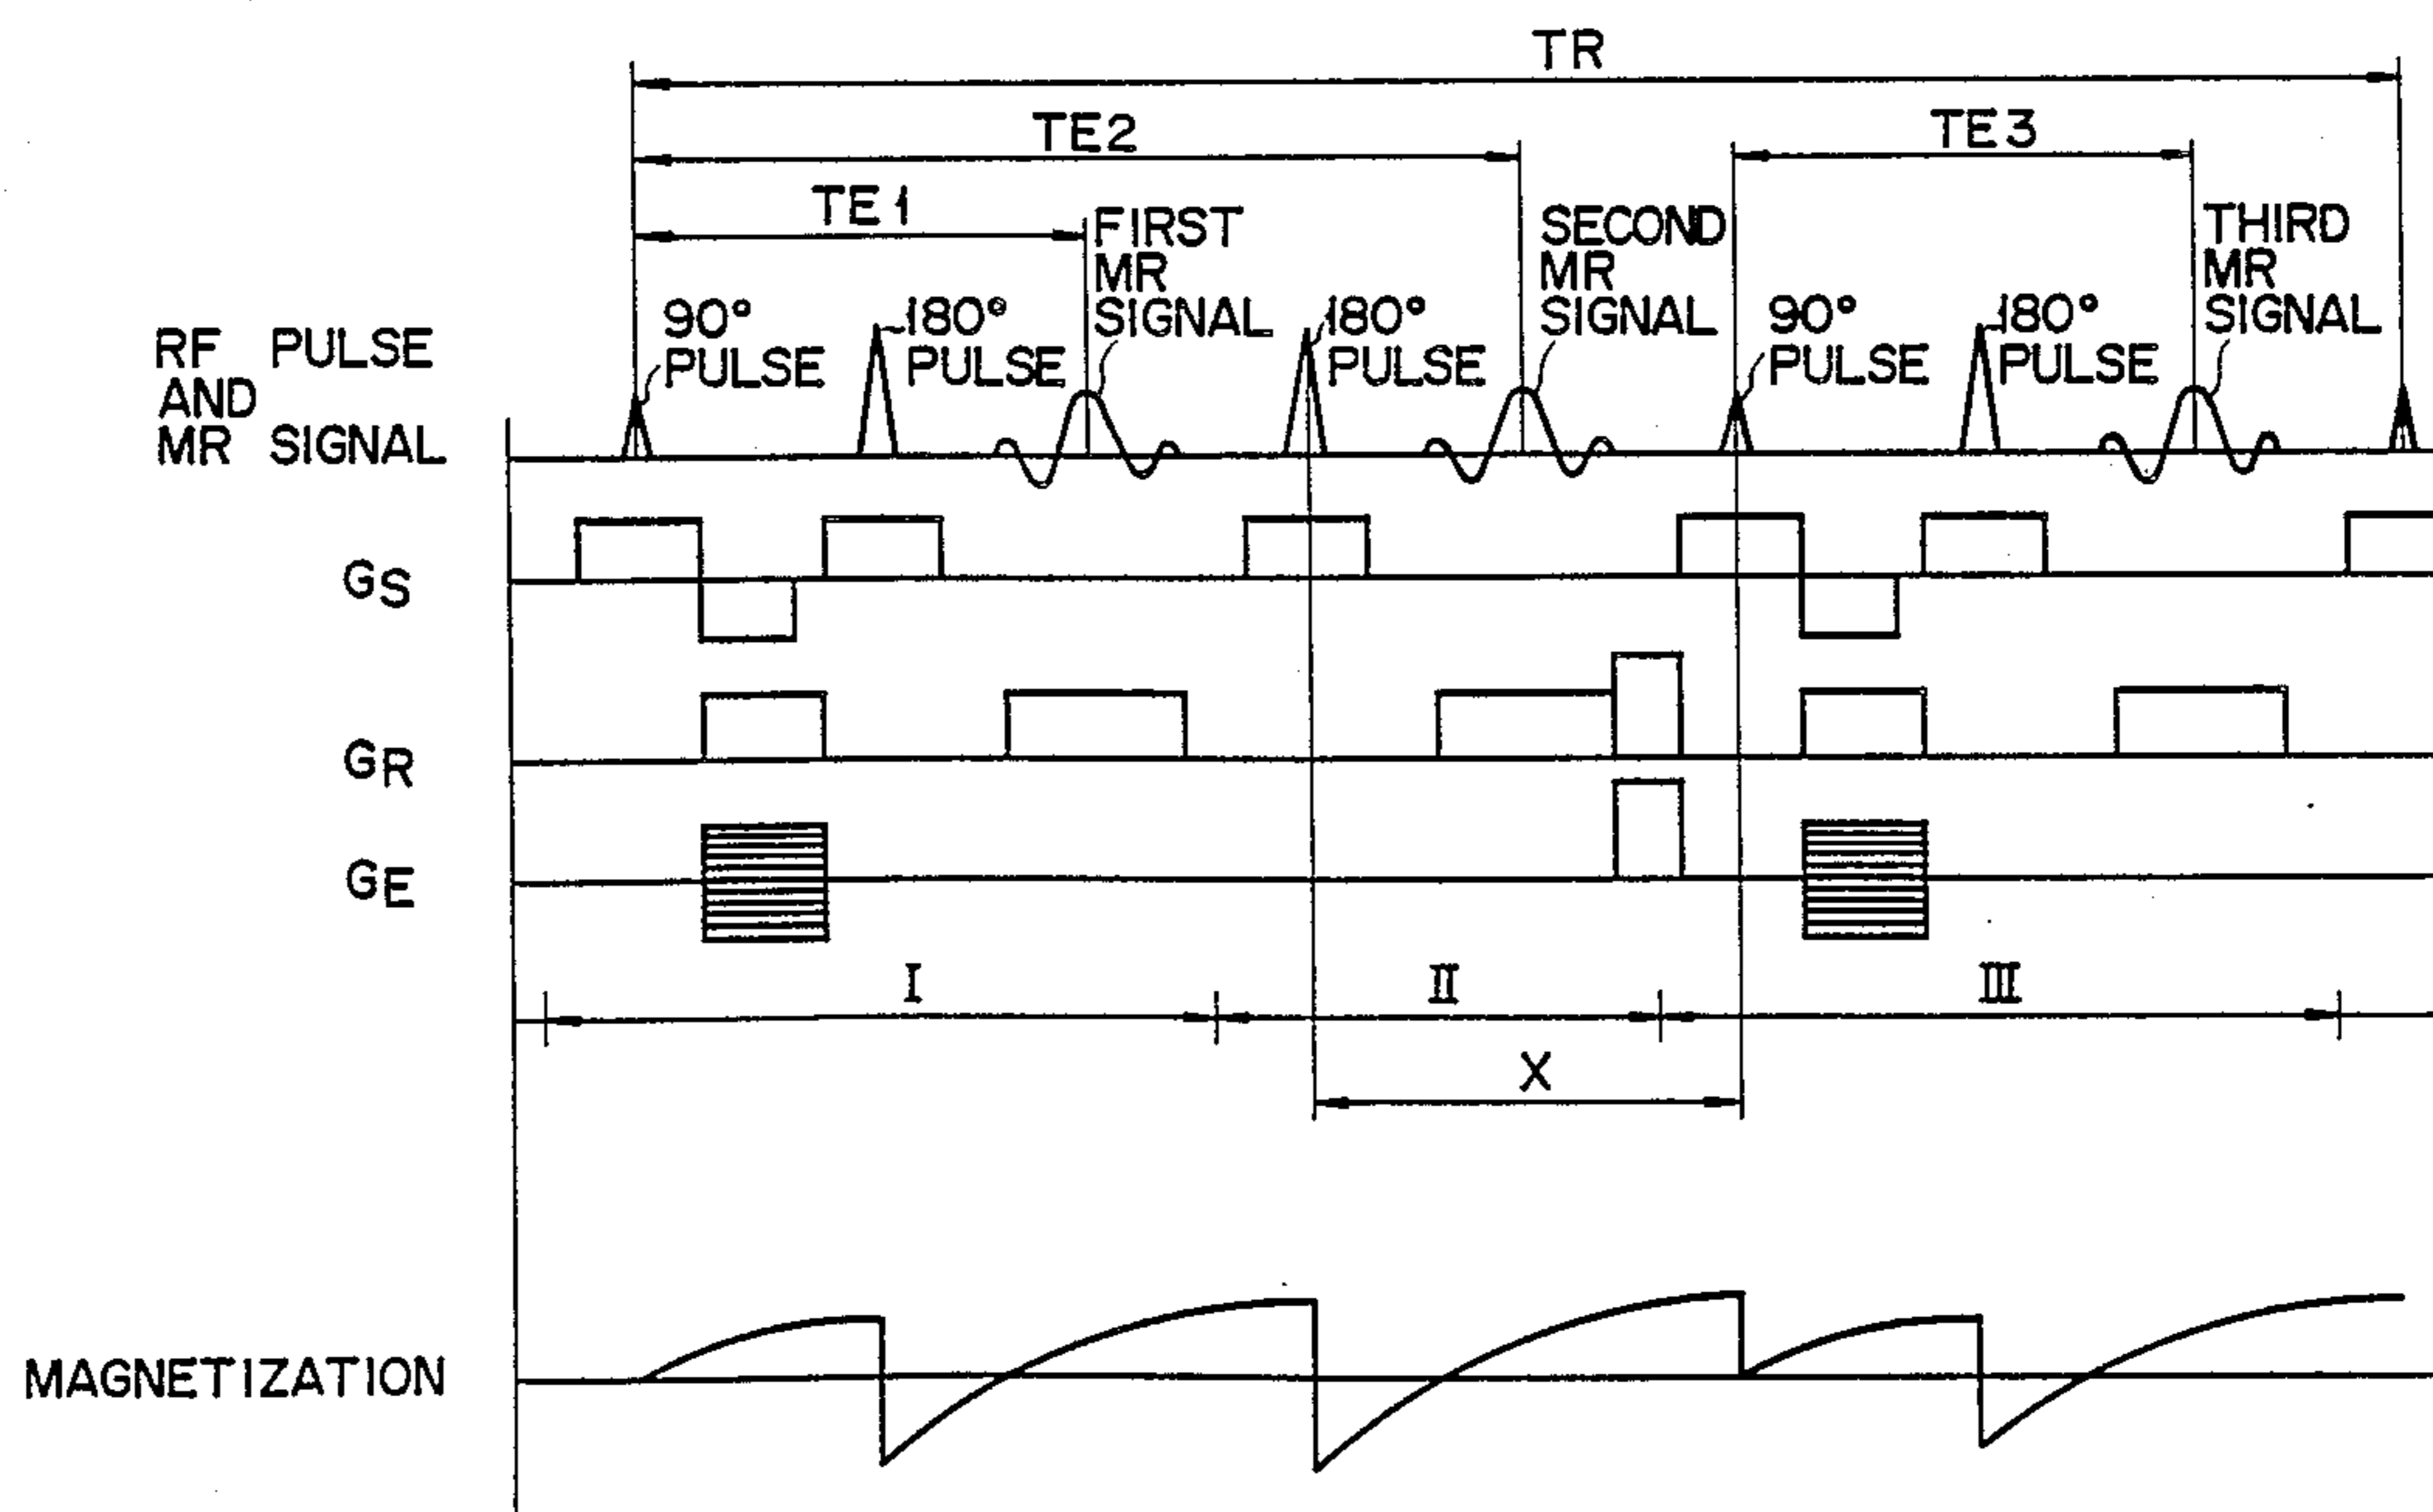 TR
TE2
TE3
TE1
FIRST
MR
SIGNAL
SECOND
MR
SIGNAL
THIRD
MR
SIGNAL
90°
PULSE
180°
PULSE
180°
PULSE
90°
PULSE
180°
PULSE
RF PULSE
AND
MR SIGNAL
GS
GR
GE
I
II
III
X
MAGNETIZATION